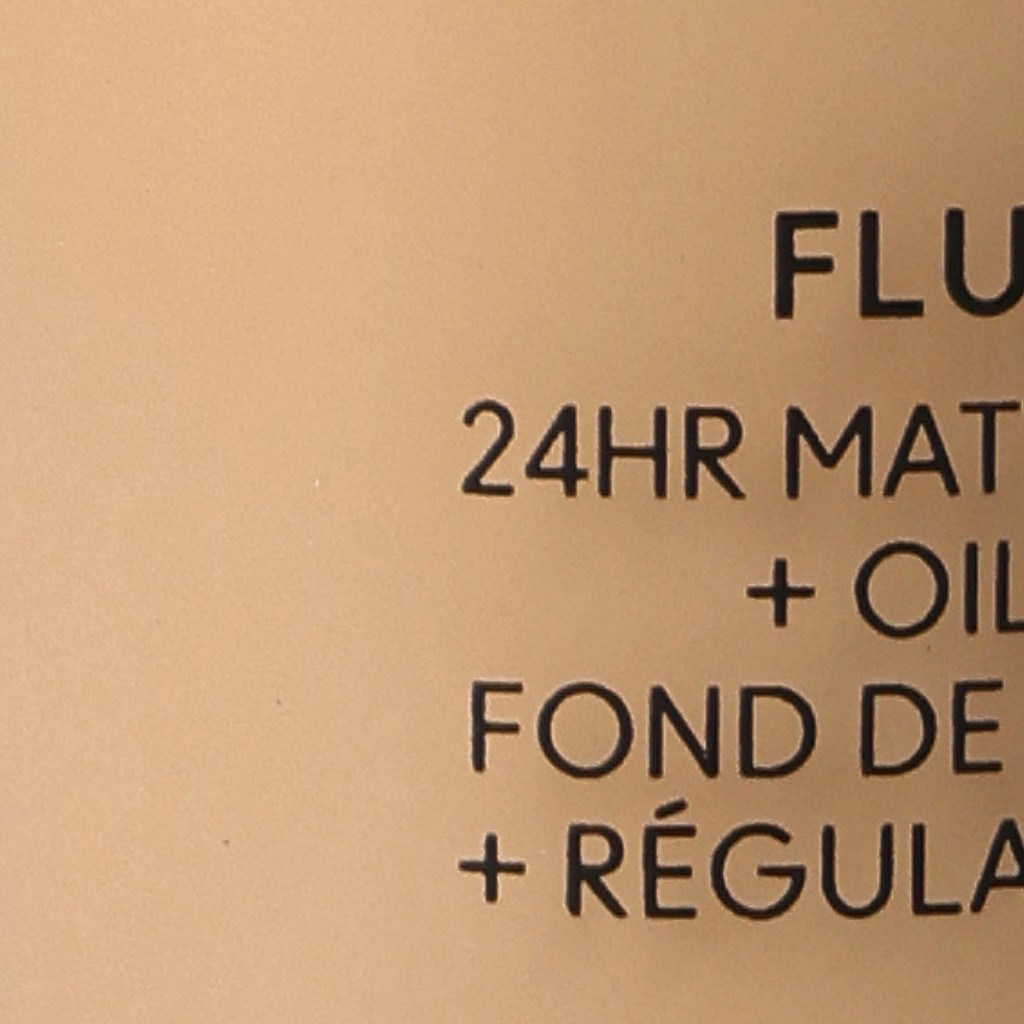 FLU
24HR MAT
+ OIL
FOND DE
+ RÉGULA